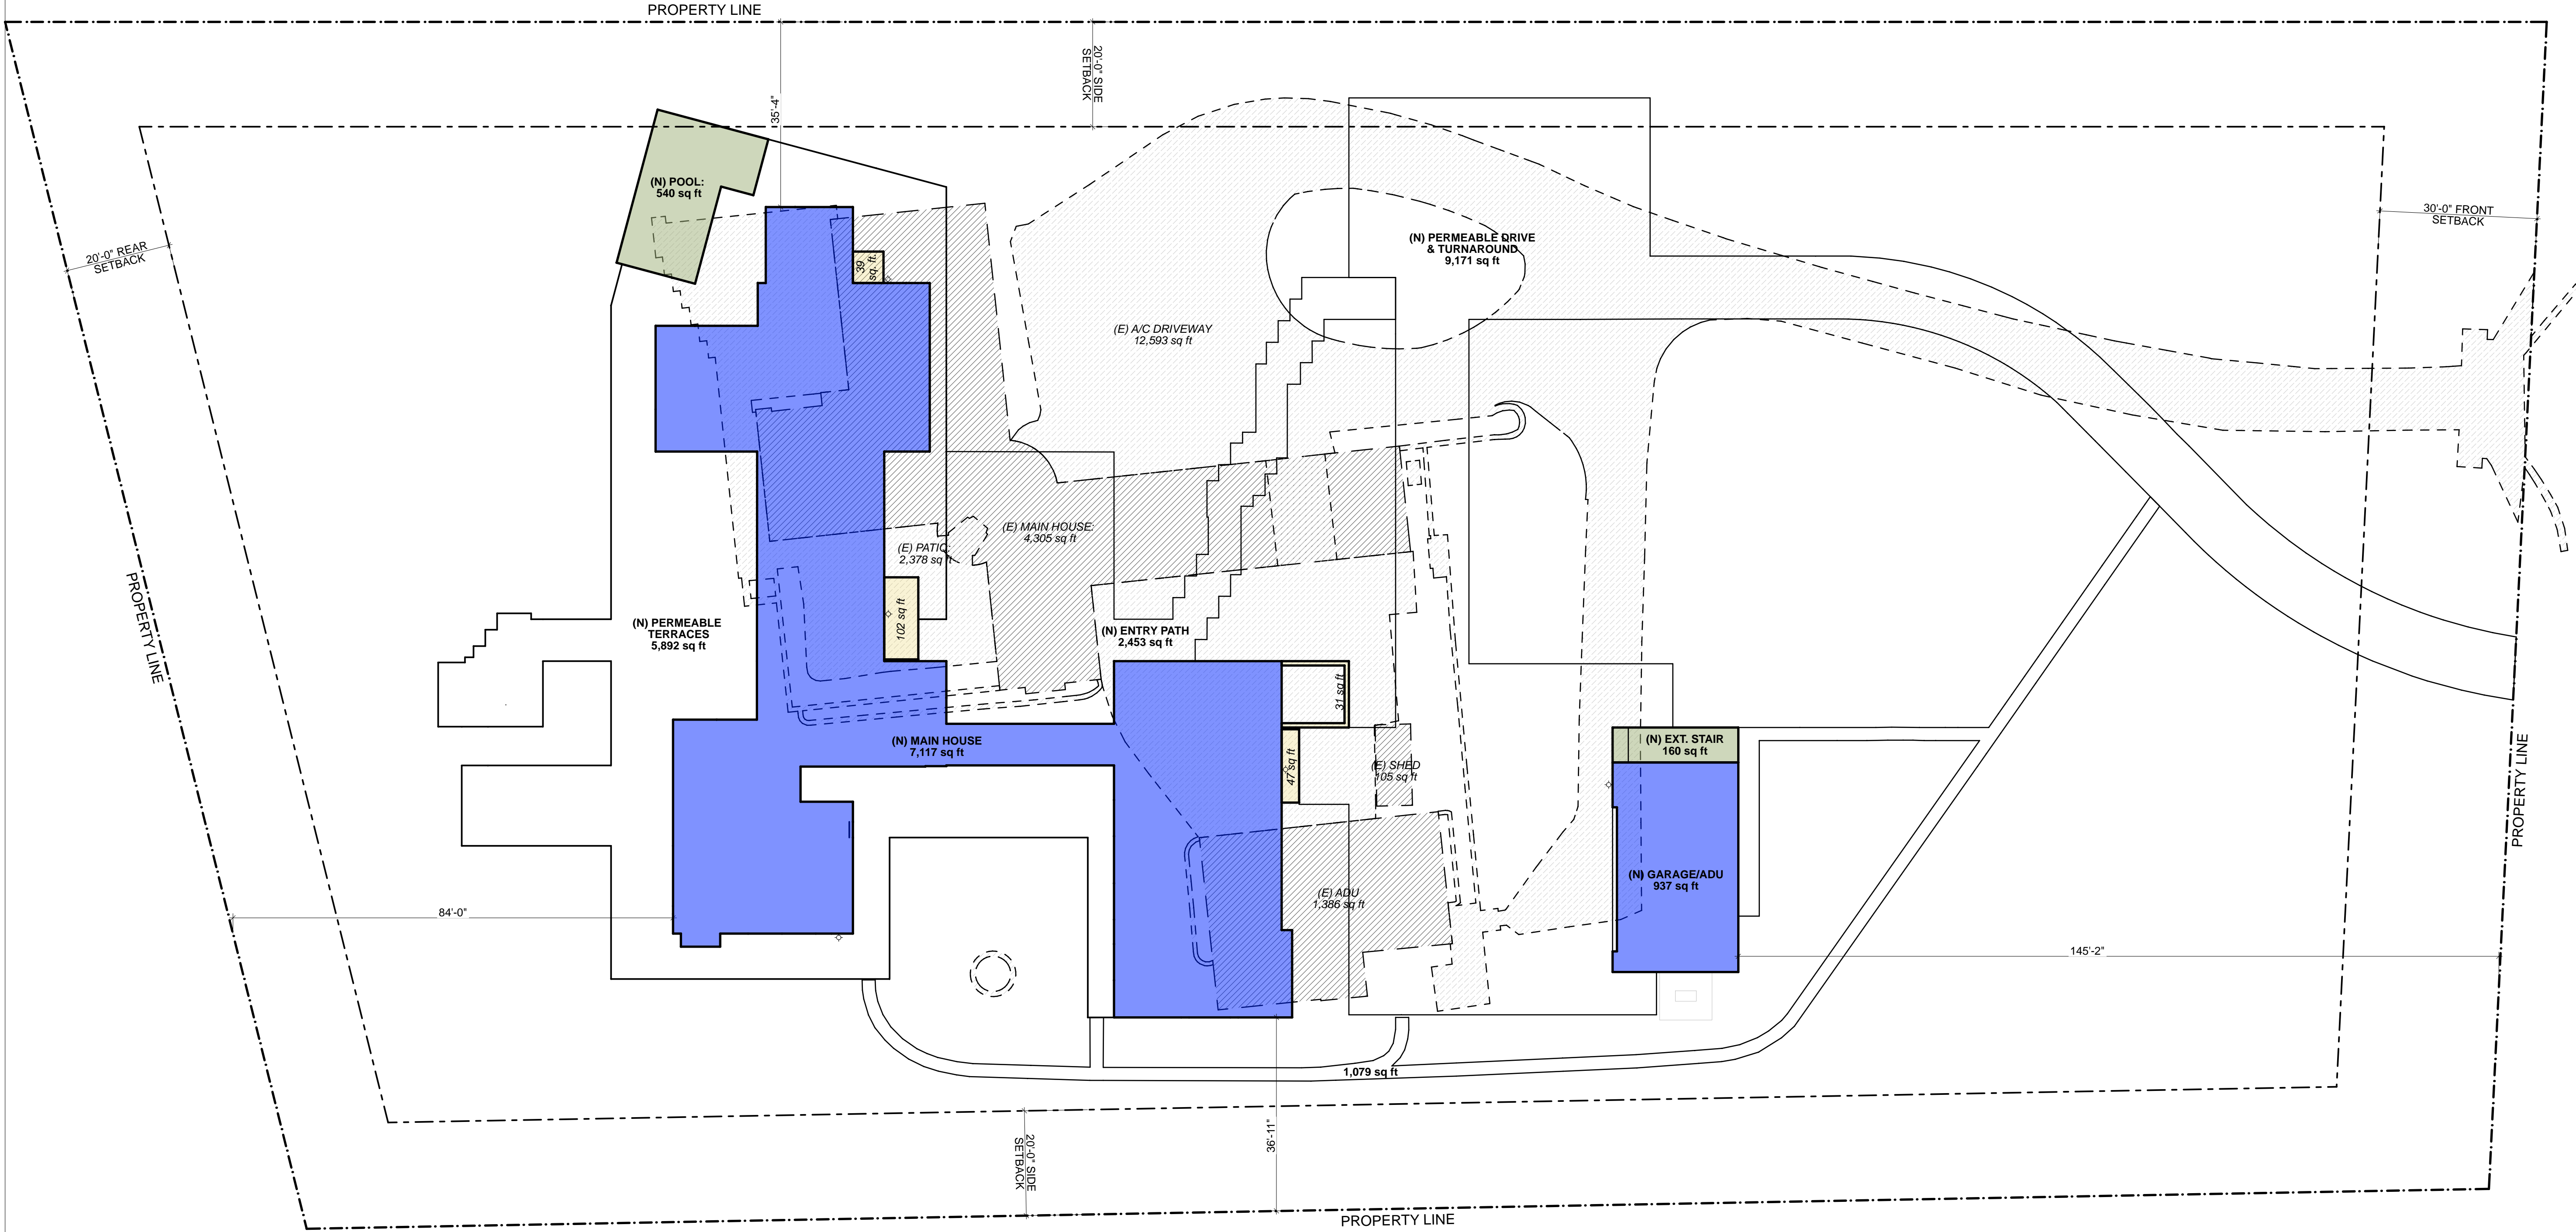 PROPERTY LINE
20'-0" SIDE
SETBACK
35'-4"
(N) POOL:
540 sq ft
30'-0" FRONT
SETBACK
20'-0" REAR
SETBACK
(N) PERMEABLE DRIVE
& TURNAROUND
9,171 sq ft
39
sq. ft.
(E) A/C DRIVEWAY
12,593 sq ft
(E) MAIN HOUSE:
4,305 sq ft
(E) PATIO:
2,378 sq ft
PROPERTY LINE
(N) PERMEABLE
TERRACES
5,892 sq ft
102 sq ft
(N) ENTRY PATH
2,453 sq ft
31 sq ft
(N) MAIN HOUSE
7,117 sq ft
47 sq ft
(E) SHED
105 sq ft
(N) EXT. STAIR
160 sq ft
PROPERTY LINE
(N) GARAGE/ADU
937 sq ft
(E) ADU
1,386 sq ft
84'-0"
145'-2"
1,079 sq ft
36'-11"
20'-0" SIDE
SETBACK
PROPERTY LINE